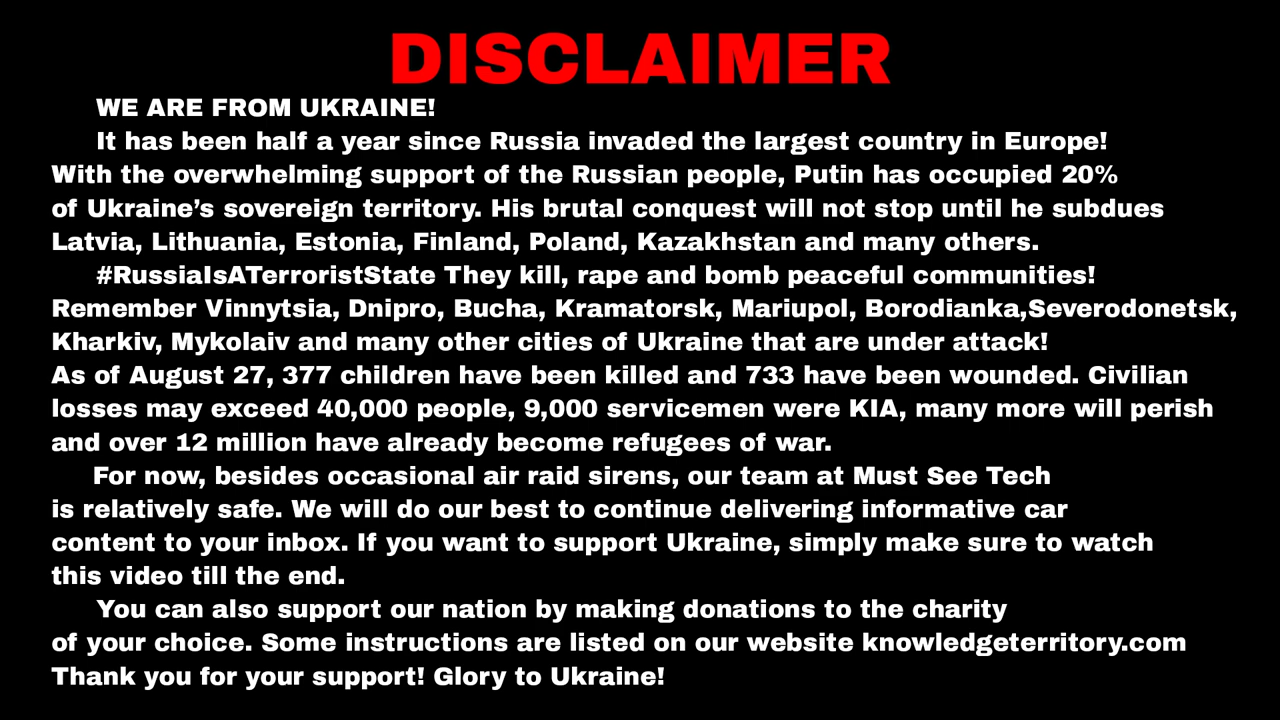 DISCLAIMER
WE ARE FROM UKRAINE!
It has been half a year since Russia invaded the largest country in Europe!
With the overwhelming support of the Russian people, Putin has occupied 20%
of Ukraine’s sovereign territory. His brutal conquest will not stop until he subdues
Latvia, Lithuania, Estonia, Finland, Poland, Kazakhstan and many others.
#RussiaIsATerroristState They kill, rape and bomb peaceful communities!
Remember Vinnytsia, Dnipro, Bucha, Kramatorsk, Mariupol, Borodianka,Severodonetsk,
Kharkiv, Mykolaiv and many other cities of Ukraine that are under attack!
As of August 27, 377 children have been killed and 733 have been wounded. Civilian
losses may exceed 40,000 people, 9,000 servicemen were KIA, many more will perish
and over 12 million have already become refugees of war.
For now, besides occasional air raid sirens, our team at Must See Tech
is relatively safe. We will do our best to continue delivering informative car
content to your inbox. If you want to support Ukraine, simply make sure to watch
this video till the end.
You can also support our nation by making donations to the charity
of your choice. Some instructions are listed on our website knowledgeterritory.com
Thank you for your support! Glory to Ukraine!